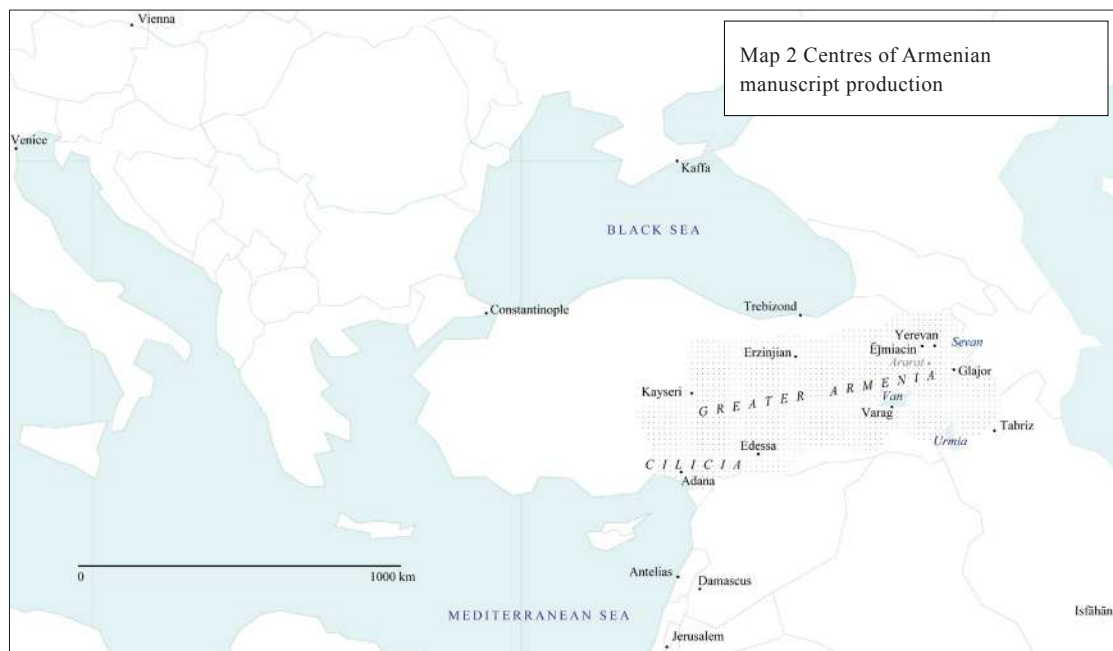 Vienna
Map 2 Centres of Armenian
manuscript production
Venice
Kaffa
BLACK SEA
Constantinople
Trebizond
Yerevan
Sevan
Ējmiacin
Erzinjian
Ararat
Glajor
GREATER ARMENIA
Kayseri
Van
Varag
Tabriz
Urmia
Edessa
CILICIA
Adana
0
1000 km
Antelias
Damascus
MEDITERRANEAN SEA
Isfāhān
Jerusalem